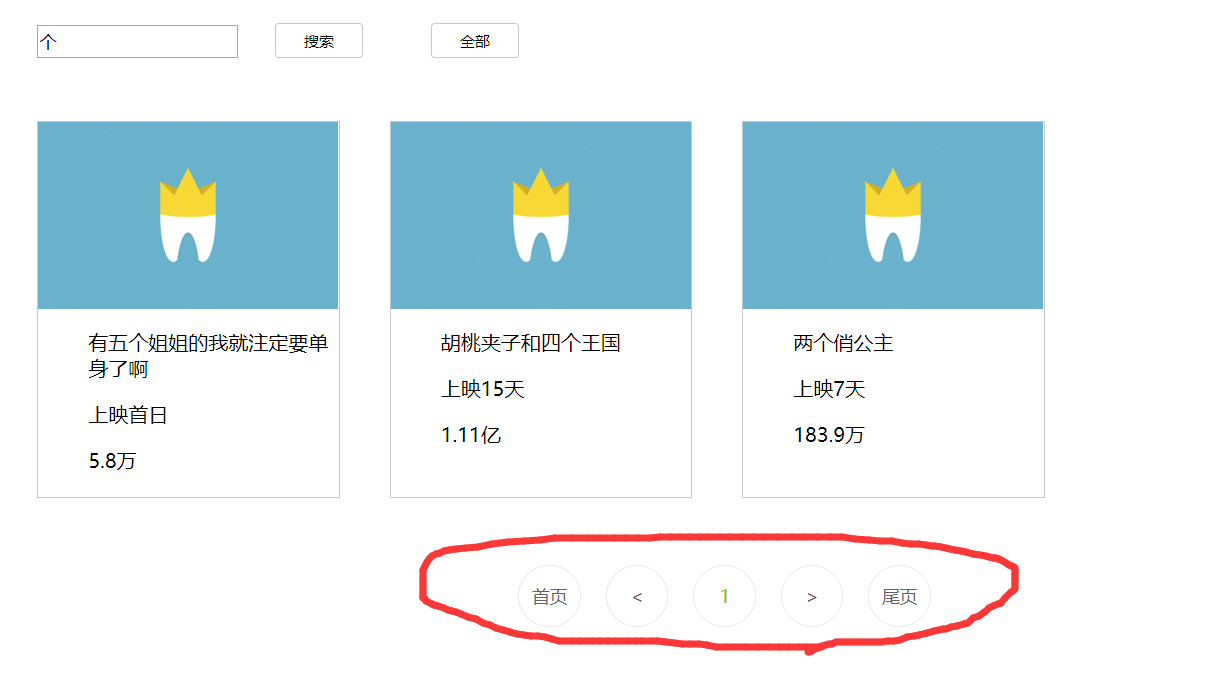 个 搜索 全部
有五个姐姐的我就注定要单
身了啊
上映首日
5.8万
胡桃夹子和四个王国
上映15天
1.11亿
两个俏公主
上映7天
183.9万
首页 < 1 > 尾页